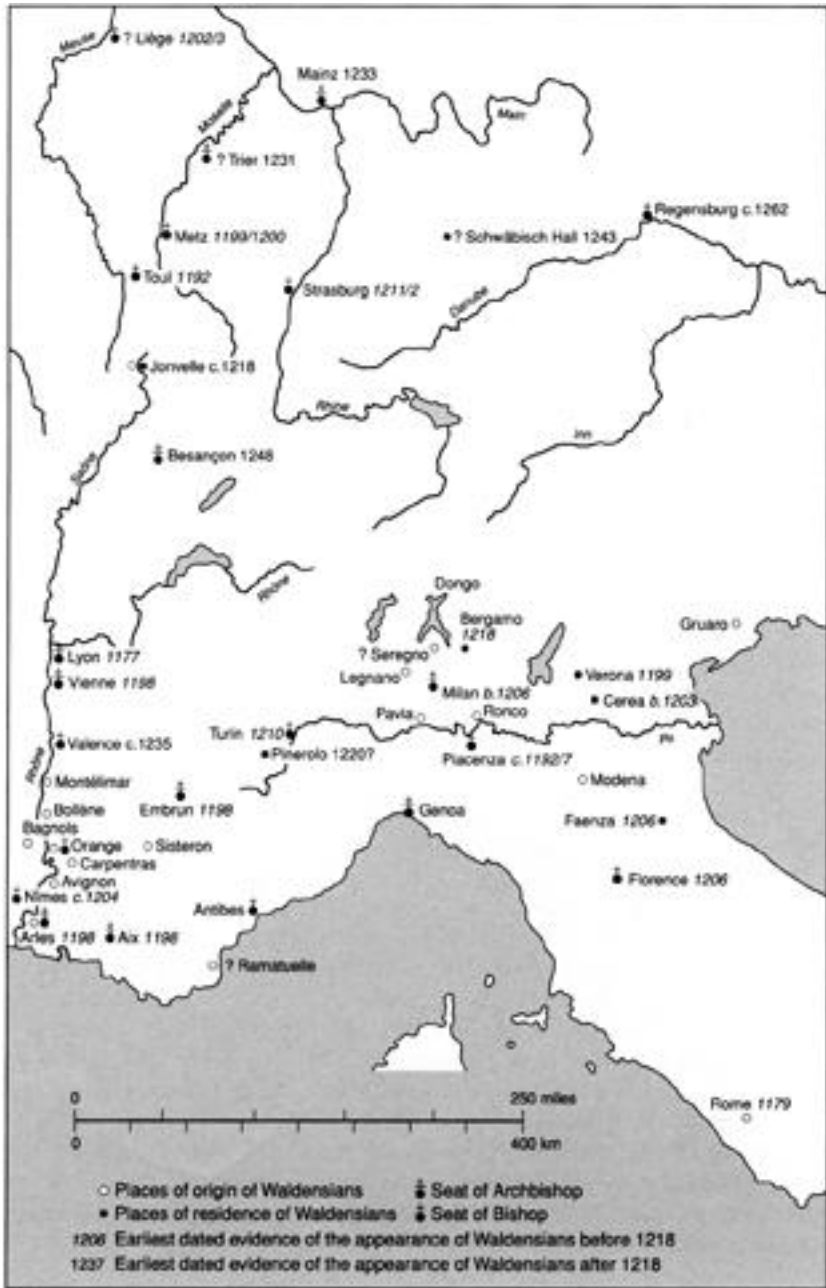 Meuse
? Liège 1202/3
Mainz 1233
Moselle
Main
? Trier 1231
Regensburg c.1262
Metz 1199/1200
? Schwäbisch Hall 1243
Toul 1192
Strasburg 1211/2
Danube
Jonvelle c.1218
Rhine
Inn
Besançon 1248
Saône
Rhône
Dongo
Bergamo
1218
Gruaro
Lyon 1177
? Seregno
Legnano
Verona 1199
Vienne 1198
Milan b.1206
Cerea b.1203
Pavia
Ronco
Turin 1210
Po
Valence c.1235
Rhône
Pinerolo 1220?
Piacenza c.1192/7
Montélimar
Modena
Embrun 1198
Bollène
Genoa
Faenza 1206
Bagnols
Orange
Sisteron
Carpentras
Avignon
Florence 1206
Nîmes c.1204
Antibes
Arles 1198
Aix 1198
? Ramatuelle
0
250 miles
Rome 1179
0
400 km
Places of origin of Waldensians
Seat of Archbishop
Places of residence of Waldensians
Seat of Bishop
1206 Earliest dated evidence of the appearance of Waldensians before 1218
1237 Earliest dated evidence of the appearance of Waldensians after 1218